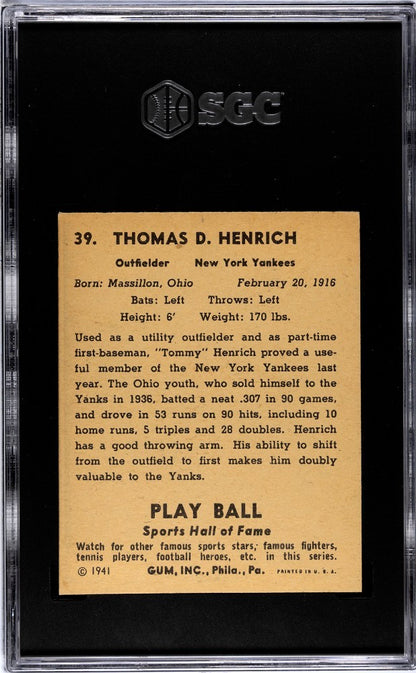 SGC
39. THOMAS D. HENRICH
Outfielder New York Yankees
Born: Massillon, Ohio February 20, 1916
Bats: Left Throws: Left
Height: 6' Weight: 170 lbs.
Used as a utility outfielder and as part-time
first-baseman, "Tommy" Henrich proved a use-
ful member of the New York Yankees last
year. The Ohio youth, who sold himself to the
Yanks in 1936, batted a neat .307 in 90 games,
and drove in 53 runs on 90 hits, including 10
home runs, 5 triples and 28 doubles. Henrich
has a good throwing arm. His ability to shift
from the outfield to first makes him doubly
valuable to the Yanks.
PLAY BALL
Sports Hall of Fame
Watch for other famous sports stars, famous fighters,
tennis players, football heroes, etc. in this series.
© 1941 GUM, INC., Phila., Pa. PRINTED IN U. S. A.